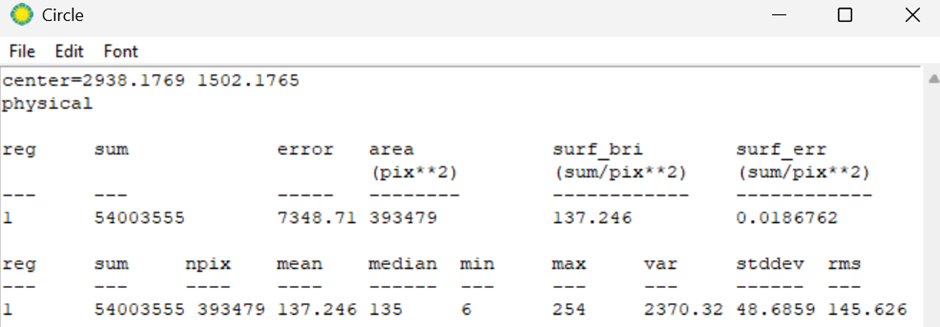 Circle
File Edit Font
center=2938.1769 1502.1765
physical
reg sum error area surf_bri surf_err
(pix**2) (sum/pix**2) (sum/pix**2)
--- --- ----- -------- ------------ ------------
1 54003555 7348.71 393479 137.246 0.0186762
reg sum npix mean median min max var stddev rms
--- --- ---- ---- ------ --- --- --- ------ ---
1 54003555 393479 137.246 135 6 254 2370.32 48.6859 145.626